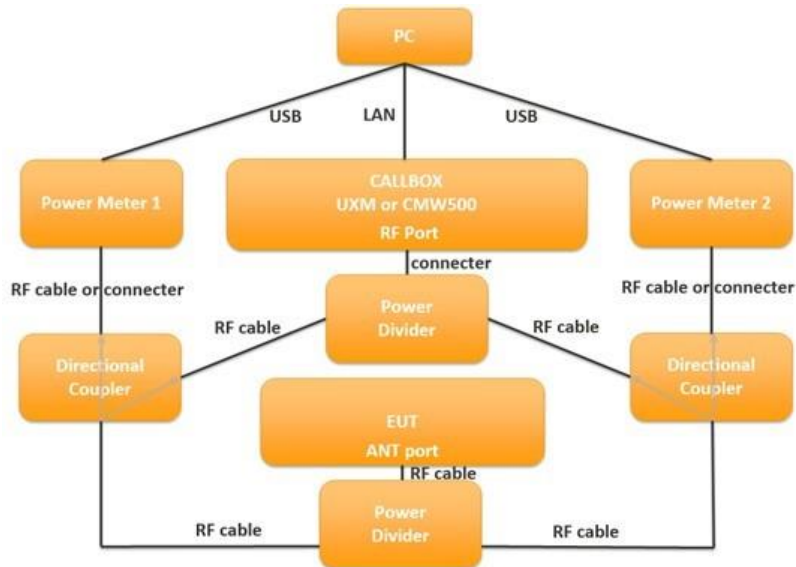 PC
USB
LAN
USB
Power Meter 1
CALLBOX
UXM or CMW500
RF Port
Power Meter 2
connecter
RF cable or connecter
RF cable or connecter
Power
Divider
RF cable
RF cable
Directional
Coupler
Directional
Coupler
EUT
ANT port
RF cable
Power
Divider
RF cable
RF cable